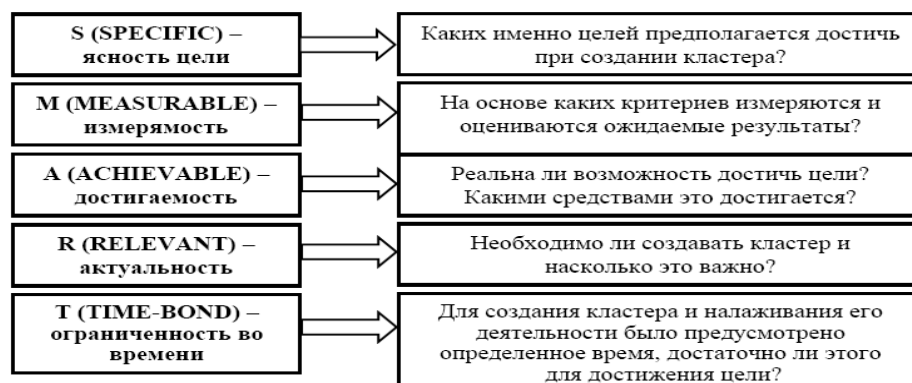 S (SPECIFIC) –
ясность цели
Каких именно целей предполагается достичь
при создании кластера?
M (MEASURABLE) –
измерямость
На основе каких критериев измеряются и
оцениваются ожидаемые результаты?
A (ACHIEVABLE) –
достигаемость
Реальна ли возможность достичь цели?
Какими средствами это достигается?
R (RELEVANT) –
актуальность
Необходимо ли создавать кластер и
насколько это важно?
T (TIME-BOND) –
ограниченность во
времени
Для создания кластера и налаживания его
деятельности было предусмотрено
определенное время, достаточно ли этого
для достижения цели?